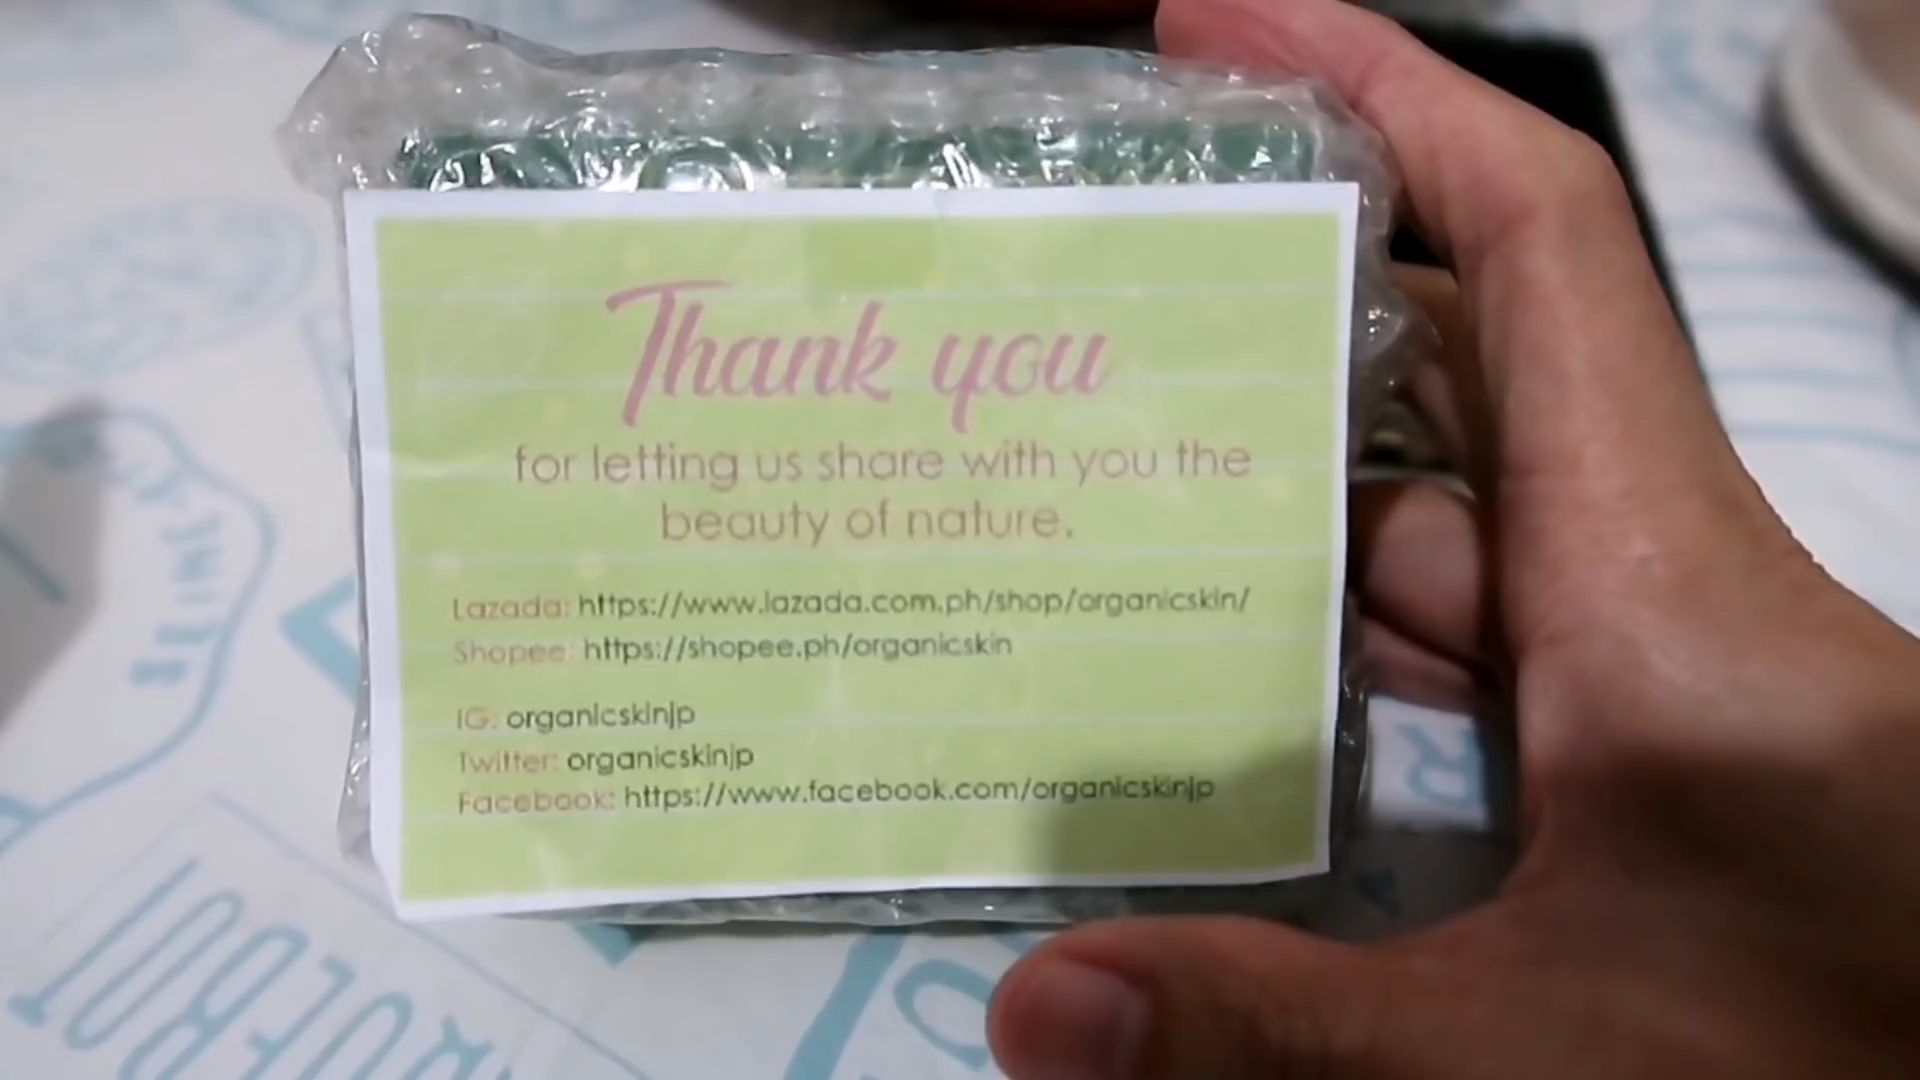 Thank you
for letting us share with you the
beauty of nature.
Lazada: https://www.lazada.com.ph/shop/organicskin/
Shopee: https://shopee.ph/organicskin
IG: organicskinjp
Twitter: organicskinjp
Facebook: https://www.facebook.com/organicskinjp